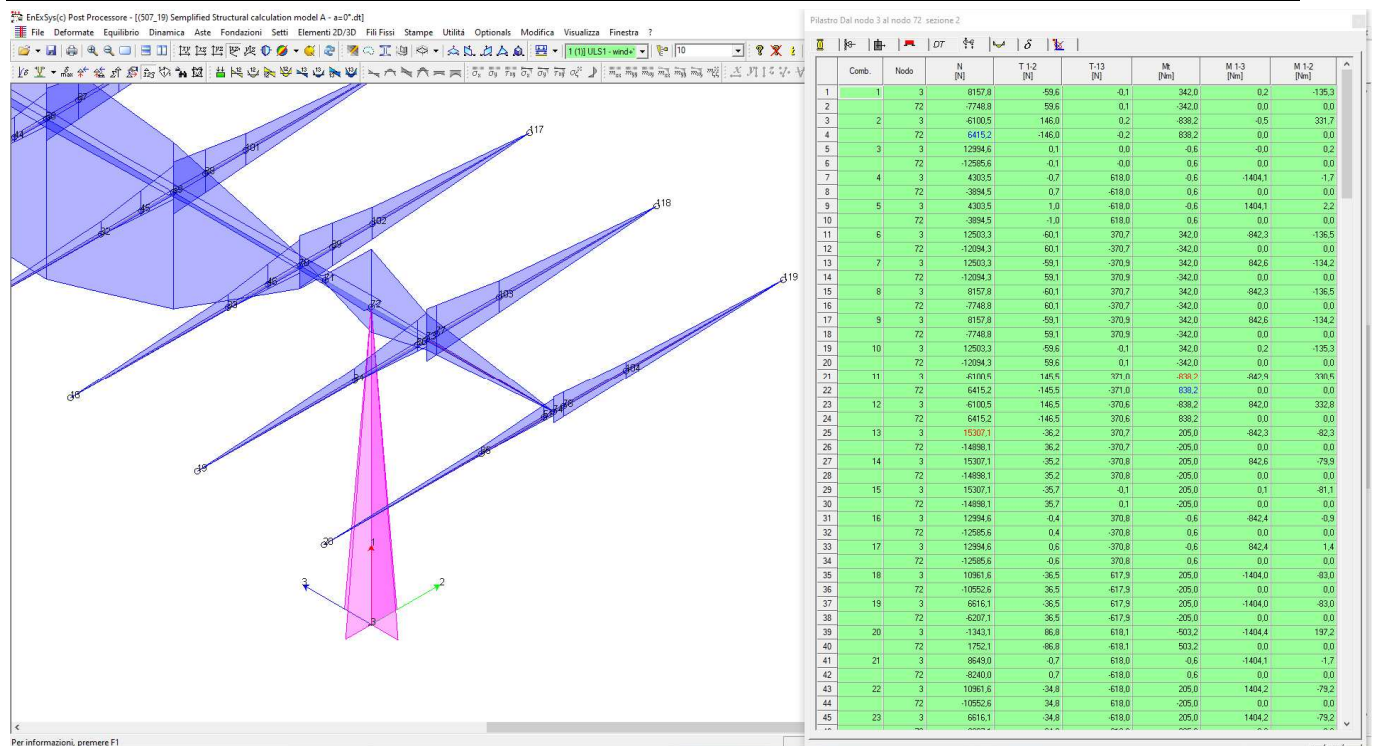 EnExSys(c) Post Processore - [(507_19) Semplified Structural calculation model A - a=0°.dt]
File Deformate Equilibrio Dinamica Aste Fondazioni Setti Elementi 2D/3D Fili Fissi Stampe Utilità Optionals Modifica Visualizza Finestra ?
1 (1)] ULS1 - wind+ 10
117
101
118
102
119
103
72
18
19
20
1
3 2
3
Per informazioni, premere F1
Pilastro Dal nodo 3 al nodo 72 sezione 2
DT δ
Comb. Nodo N [N] T 1-2 [N] T-13 [N] Mt [Nm] M 1-3 [Nm] M 1-2 [Nm]
1 1 3 8157,8 -59,6 -0,1 342,0 0,2 -135,3
2 72 -7748,8 59,6 0,1 -342,0 0,0 0,0
3 2 3 -6100,5 146,0 0,2 -838,2 -0,5 331,7
4 72 6415,2 -146,0 -0,2 838,2 0,0 0,0
5 3 3 12994,6 0,1 0,0 -0,6 -0,0 0,2
6 72 -12585,6 -0,1 -0,0 0,6 0,0 0,0
7 4 3 4303,5 -0,7 618,0 -0,6 -1404,1 -1,7
8 72 -3894,5 0,7 -618,0 0,6 0,0 0,0
9 5 3 4303,5 1,0 -618,0 -0,6 1404,1 2,2
10 72 -3894,5 -1,0 618,0 0,6 0,0 0,0
11 6 3 12503,3 -60,1 370,7 342,0 -842,3 -136,5
12 72 -12094,3 60,1 -370,7 -342,0 0,0 0,0
13 7 3 12503,3 -59,1 -370,9 342,0 842,6 -134,2
14 72 -12094,3 59,1 370,9 -342,0 0,0 0,0
15 8 3 8157,8 -60,1 370,7 342,0 -842,3 -136,5
16 72 -7748,8 60,1 -370,7 -342,0 0,0 0,0
17 9 3 8157,8 -59,1 -370,9 342,0 842,6 -134,2
18 72 -7748,8 59,1 370,9 -342,0 0,0 0,0
19 10 3 12503,3 -59,6 -0,1 342,0 0,2 -135,3
20 72 -12094,3 59,6 0,1 -342,0 0,0 0,0
21 11 3 -6100,5 145,5 371,0 -838,2 -842,9 330,5
22 72 6415,2 -145,5 -371,0 838,2 0,0 0,0
23 12 3 -6100,5 146,5 -370,6 -838,2 842,0 332,8
24 72 6415,2 -146,5 370,6 838,2 0,0 0,0
25 13 3 15307,1 -36,2 370,7 205,0 -842,3 -82,3
26 72 -14898,1 36,2 -370,7 -205,0 0,0 0,0
27 14 3 15307,1 -35,2 -370,8 205,0 842,6 -79,9
28 72 -14898,1 35,2 370,8 -205,0 0,0 0,0
29 15 3 15307,1 -35,7 -0,1 205,0 0,1 -81,1
30 72 -14898,1 35,7 0,1 -205,0 0,0 0,0
31 16 3 12994,6 -0,4 370,8 -0,6 -842,4 -0,9
32 72 -12585,6 0,4 -370,8 0,6 0,0 0,0
33 17 3 12994,6 0,6 -370,8 -0,6 842,4 1,4
34 72 -12585,6 -0,6 370,8 0,6 0,0 0,0
35 18 3 10961,6 -36,5 617,9 205,0 -1404,0 -83,0
36 72 -10552,6 36,5 -617,9 -205,0 0,0 0,0
37 19 3 6616,1 -36,5 617,9 205,0 -1404,0 -83,0
38 72 -6207,1 36,5 -617,9 -205,0 0,0 0,0
39 20 3 -1343,1 86,8 618,1 -503,2 -1404,4 197,2
40 72 1752,1 -86,8 -618,1 503,2 0,0 0,0
41 21 3 8649,0 -0,7 618,0 -0,6 -1404,1 -1,7
42 72 -8240,0 0,7 -618,0 0,6 0,0 0,0
43 22 3 10961,6 -34,8 -618,0 205,0 1404,2 -79,2
44 72 -10552,6 34,8 618,0 -205,0 0,0 0,0
45 23 3 6616,1 -34,8 -618,0 205,0 1404,2 -79,2